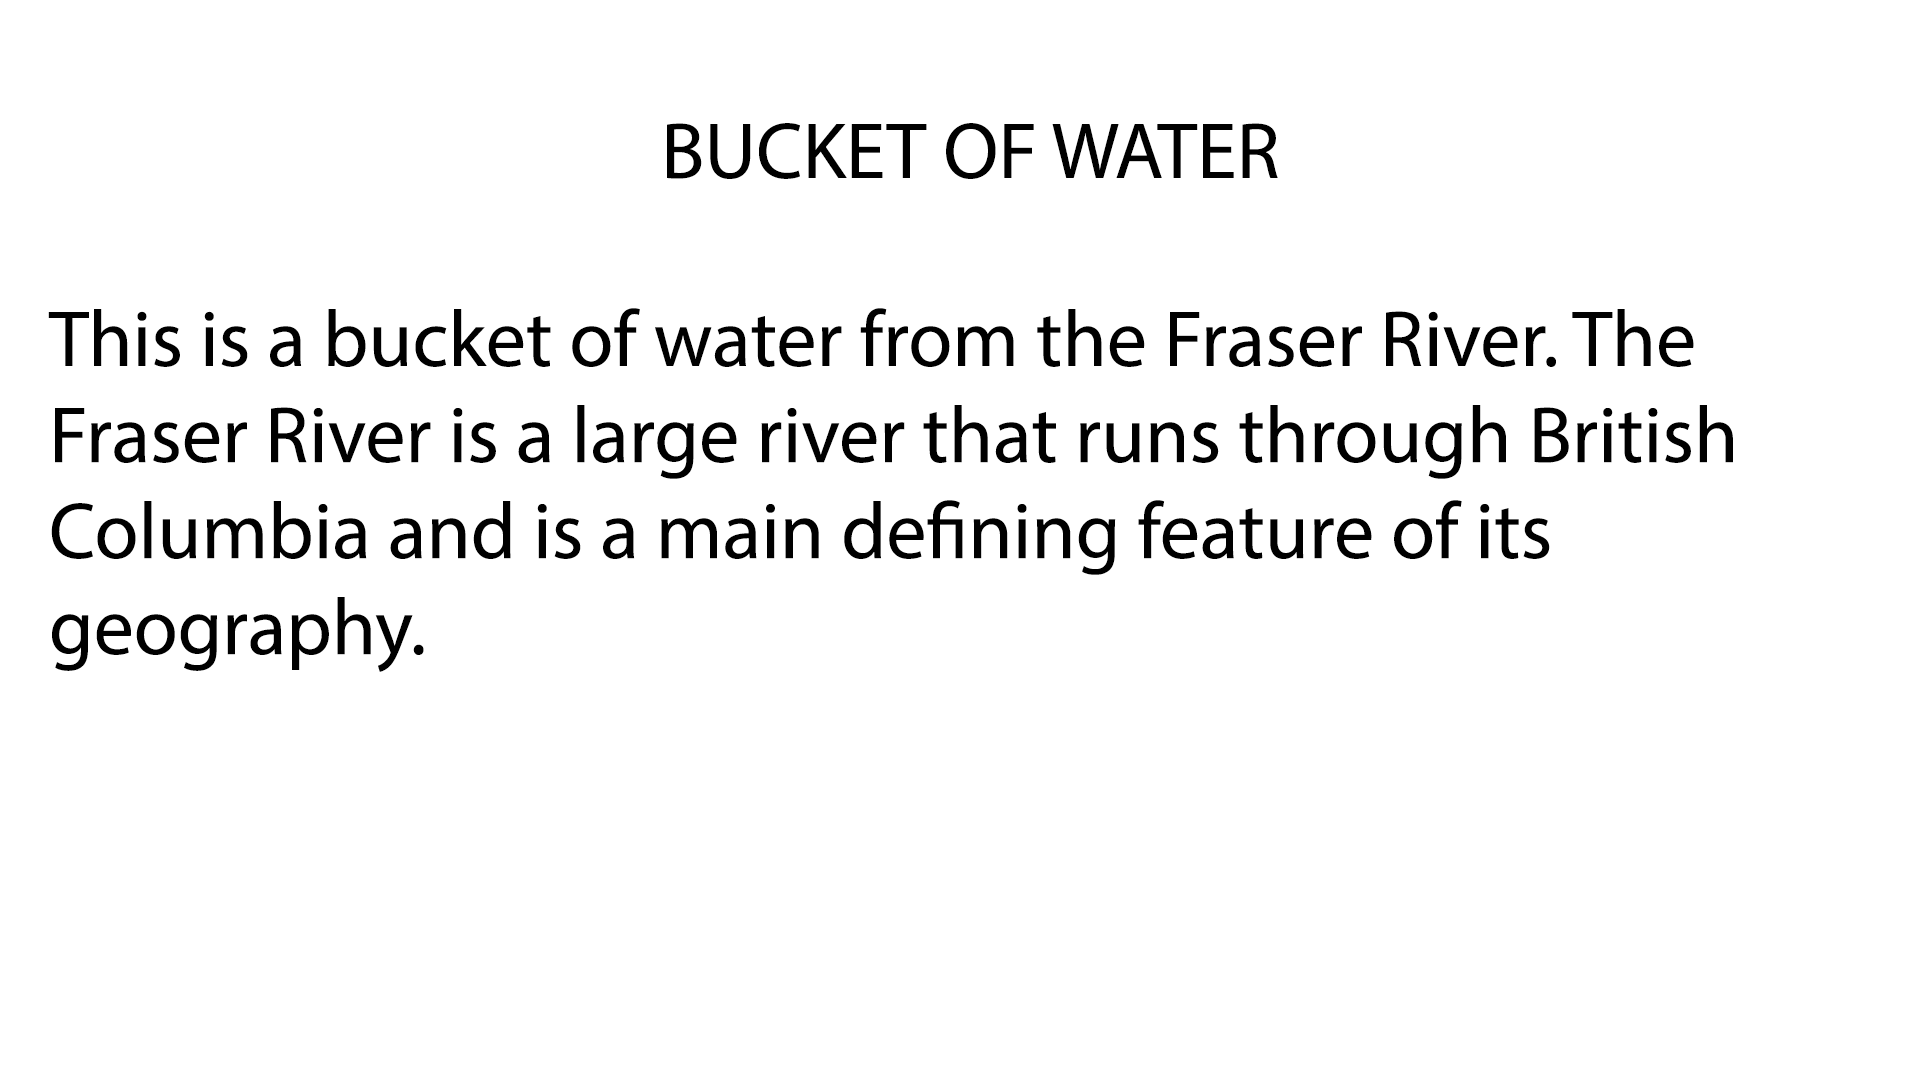 BUCKET OF WATER
This is a bucket of water from the Fraser River. The
Fraser River is a large river that runs through British
Columbia and is a main defining feature of its
geography.